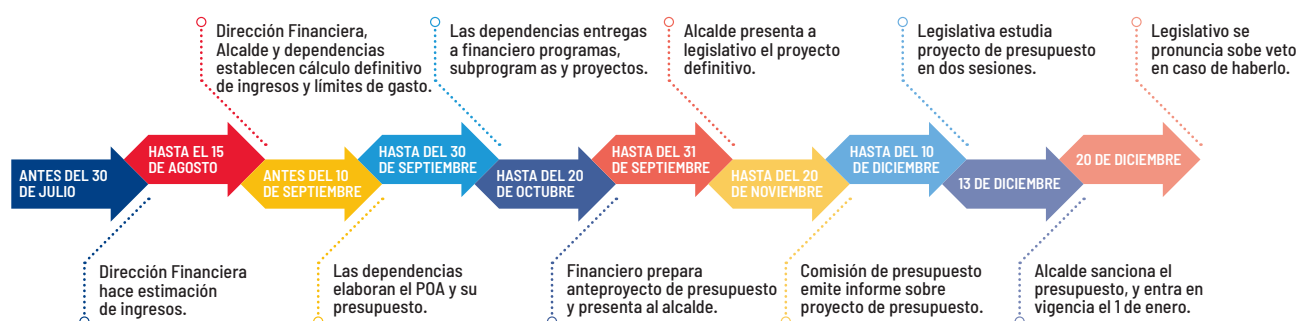 Dirección Financiera,
Alcalde y dependencias
establecen cálculo definitivo
de ingresos y límites de gasto.
Las dependencias entregas
a financiero programas,
subprogram as y proyectos.
Alcalde presenta a
legislativo el proyecto
definitivo.
Legislativa estudia
proyecto de presupuesto
en dos sesiones.
Legislativo se
pronuncia sobe veto
en caso de haberlo.
ANTES DEL 30
DE JULIO
HASTA EL 15
DE AGOSTO
ANTES DEL 10
DE SEPTIEMBRE
HASTA DEL 30
DE SEPTIEMBRE
HASTA DEL 20
DE OCTUBRE
HASTA DEL 31
DE SEPTIEMBRE
HASTA DEL 20
DE NOVIEMBRE
HASTA DEL 10
DE DICIEMBRE
13 DE DICIEMBRE
20 DE DICIEMBRE
Dirección Financiera
hace estimación
de ingresos.
Las dependencias
elaboran el POA y su
presupuesto.
Financiero prepara
anteproyecto de presupuesto
y presenta al alcalde.
Comisión de presupuesto
emite informe sobre
proyecto de presupuesto.
Alcalde sanciona el
presupuesto, y entra en
vigencia el 1 de enero.